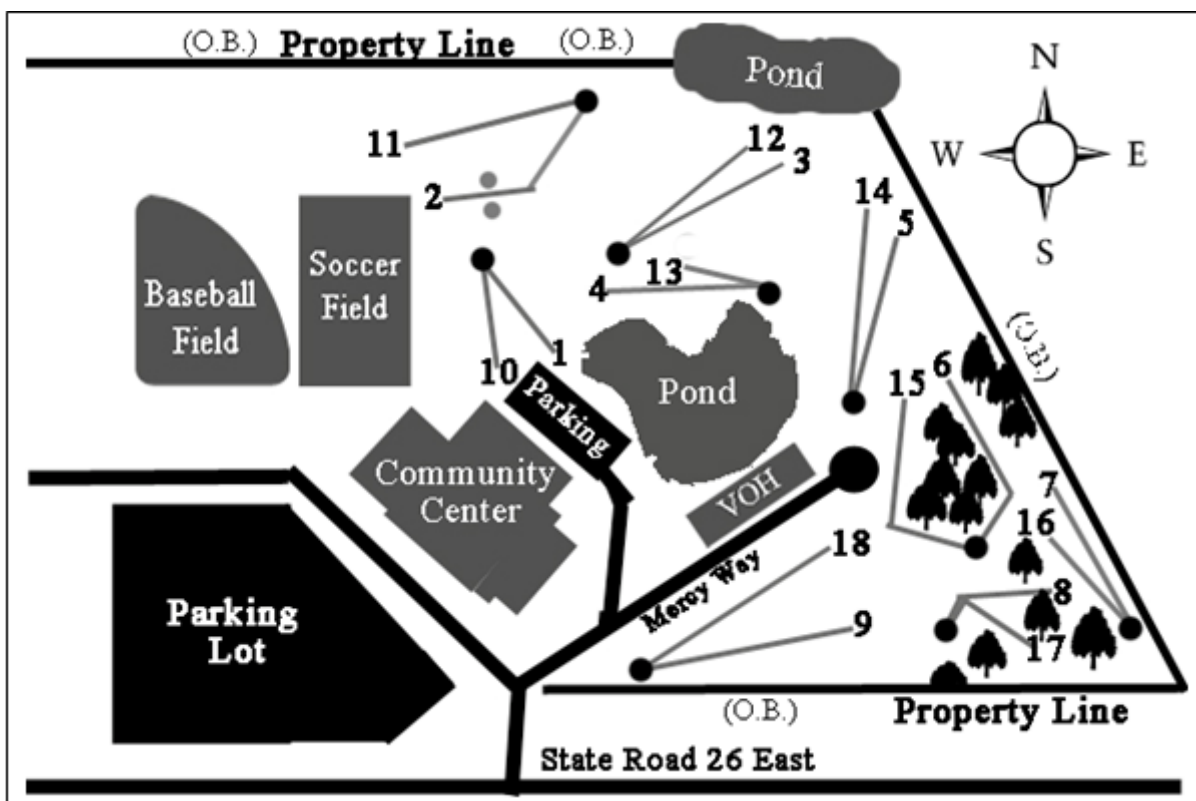 (O.B.) Property Line (O.B.)
Pond
N
W E
S
11
12
3
2
14
5
Soccer
Field
Baseball
Field
13
4
1
10
Parking
Pond
(O.B.)
6
15
Community
Center
VOH
7
16
18
Mercy Way
8
9
17
Parking
Lot
(O.B.) Property Line
State Road 26 East